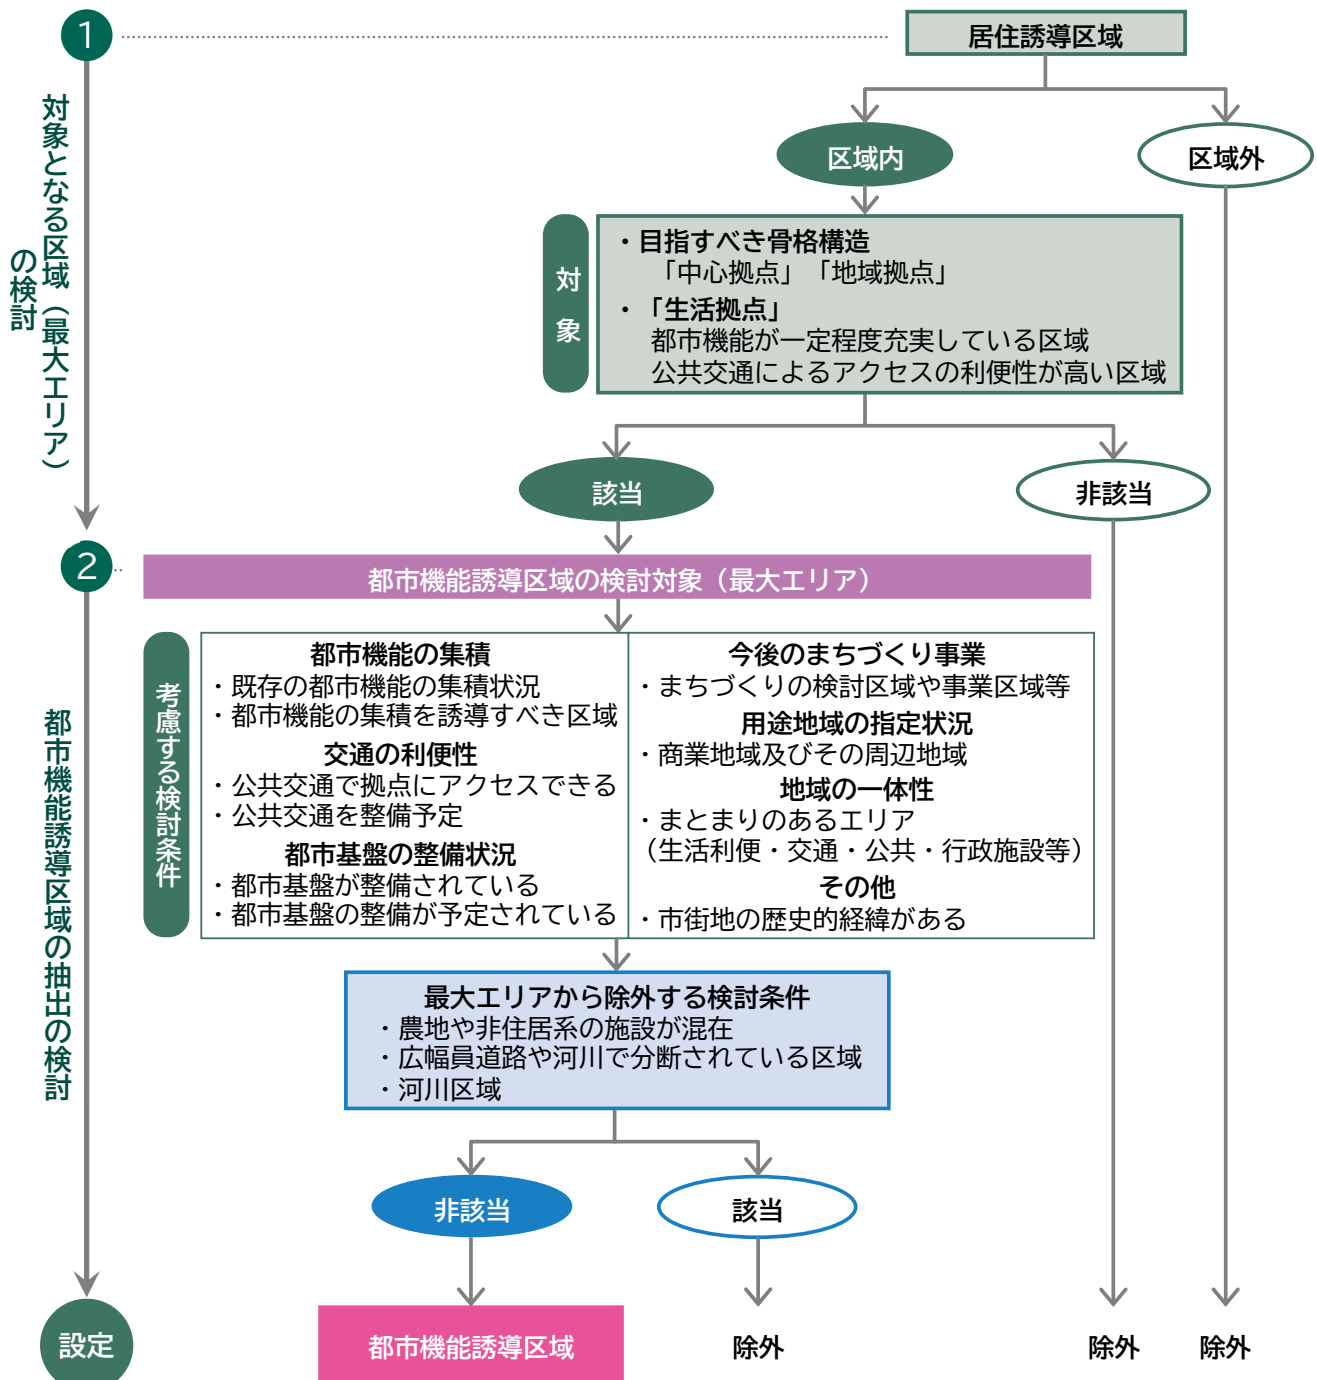 1
居住誘導区域
対象となる区域（最大エリア）
の検討
区域内
区域外
対象
・目指すべき骨格構造
「中心拠点」「地域拠点」
・「生活拠点」
都市機能が一定程度充実している区域
公共交通によるアクセスの利便性が高い区域
該当
非該当
2
都市機能誘導区域の検討対象（最大エリア）
都市機能誘導区域の抽出の検討
考慮する検討条件
都市機能の集積
・既存の都市機能の集積状況
・都市機能の集積を誘導すべき区域
交通の利便性
・公共交通で拠点にアクセスできる
・公共交通を整備予定
都市基盤の整備状況
・都市基盤が整備されている
・都市基盤の整備が予定されている
今後のまちづくり事業
・まちづくりの検討区域や事業区域等
用途地域の指定状況
・商業地域及びその周辺地域
地域の一体性
・まとまりのあるエリア
（生活利便・交通・公共・行政施設等）
その他
・市街地の歴史的経緯がある
最大エリアから除外する検討条件
・農地や非住居系の施設が混在
・広幅員道路や河川で分断されている区域
・河川区域
非該当
該当
設定
都市機能誘導区域
除外
除外
除外